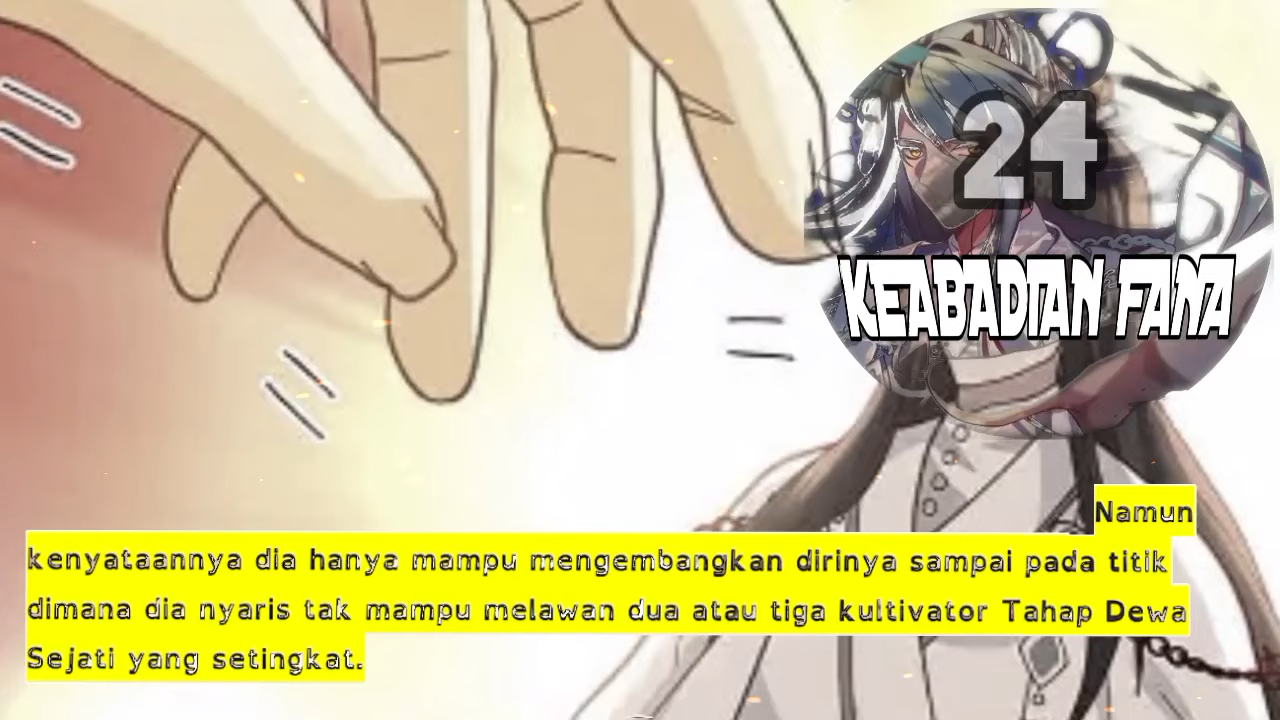 24
KEABADIAN FANA
Namun
kenyataannya dia hanya mampu mengembangkan dirinya sampai pada titik
dimana dia nyaris tak mampu melawan dua atau tiga kultivator Tahap Dewa
Sejati yang setingkat.